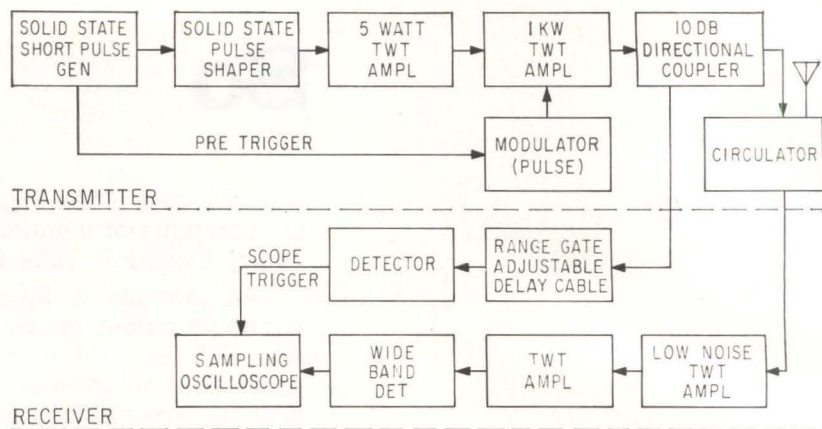 SOLID STATE
SHORT PULSE
GEN
SOLID STATE
PULSE
SHAPER
5 WATT
TWT
AMPL
1 KW
TWT
AMPL
10 DB
DIRECTIONAL
COUPLER
PRE TRIGGER
MODULATOR
(PULSE)
CIRCULATOR
TRANSMITTER
SCOPE
TRIGGER
DETECTOR
RANGE GATE
ADJUSTABLE
DELAY CABLE
SAMPLING
OSCILLOSCOPE
WIDE
BAND
DET
TWT
AMPL
LOW NOISE
TWT
AMPL
RECEIVER